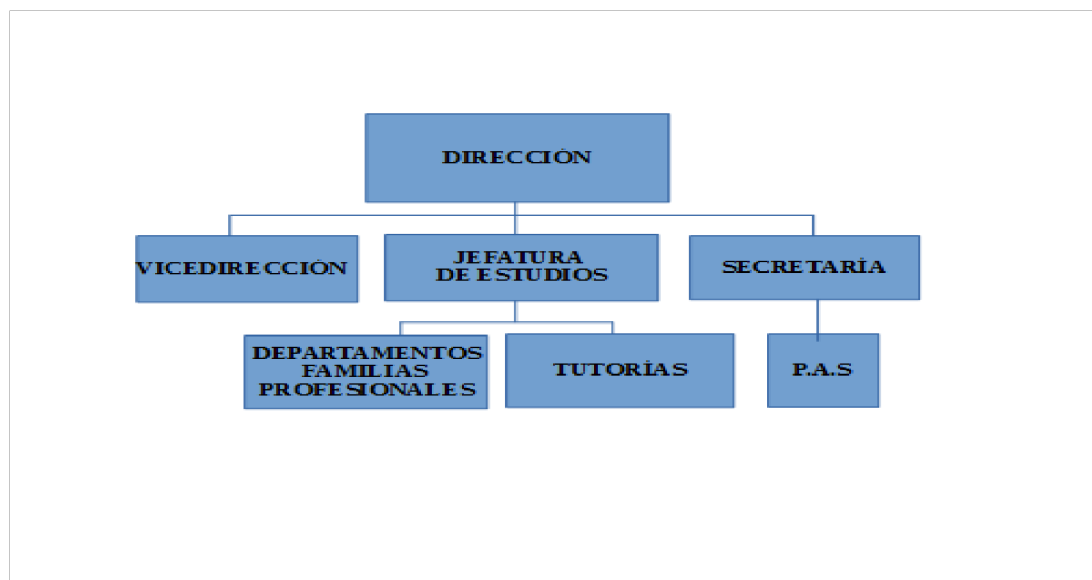 DIRECCIÓN
VICEDIRECCIÓN
JEFATURA
DE ESTUDIOS
SECRETARÍA
DEPARTAMENTOS
FAMILIAS
PROFESIONALES
TUTORÍAS
P.A.S